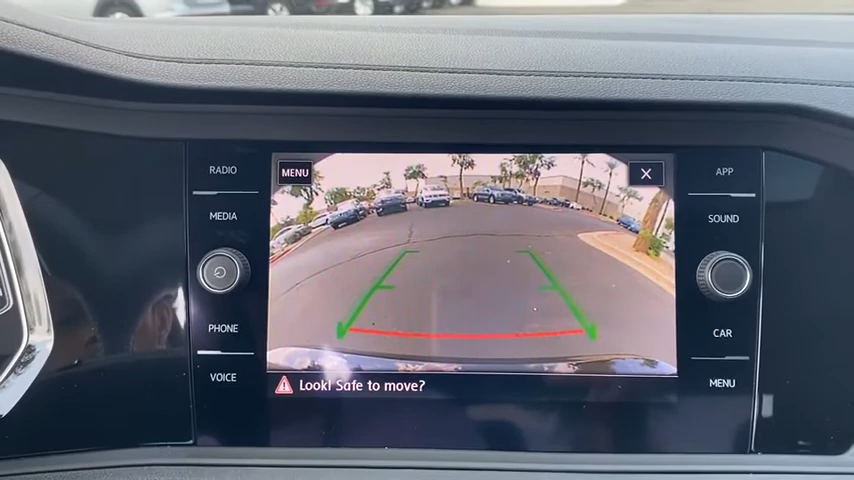 RADIO
MEDIA
PHONE
VOICE
MENU
X
Look! Safe to move?
APP
SOUND
CAR
MENU